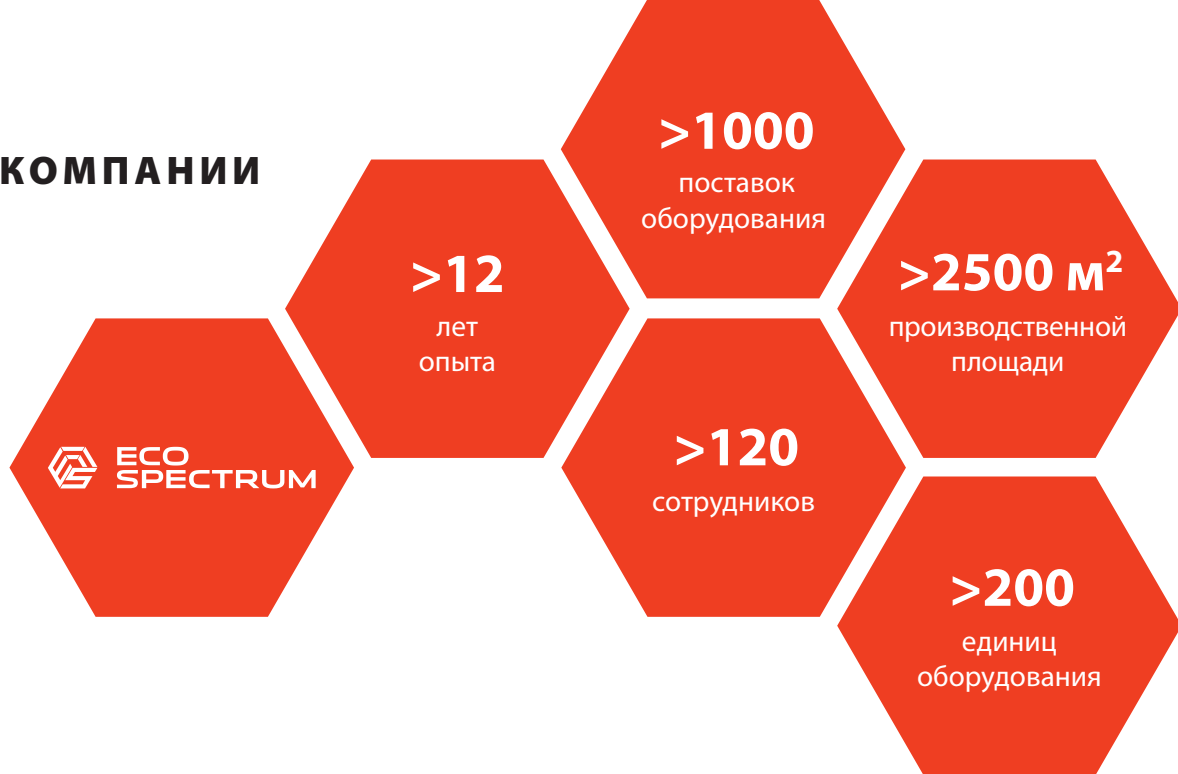 КОМПАНИИ
>1000
поставок
оборудования
>12
лет
опыта
>2500 м²
производственной
площади
ECO
SPECTRUM
>120
сотрудников
>200
единиц
оборудования